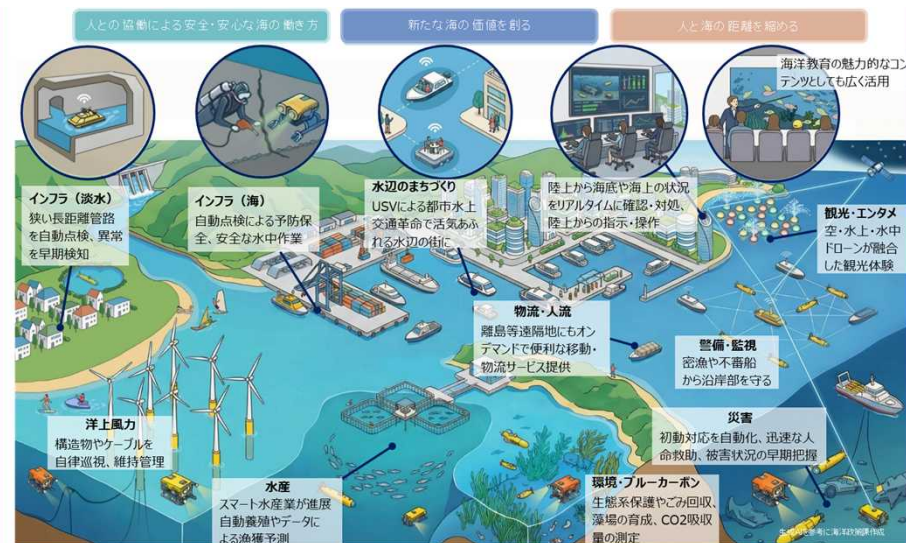 人との協働による安全・安心な海の働き方
新たな海の価値を創る
人と海の距離を縮める
海洋教育の魅力的なコン
テンツとしても広く活用
インフラ（淡水）
狭い長距離管路
を自動点検、異常
を早期検知
インフラ（海）
自動点検による予防保
全、安全な水中作業
水辺のまちづくり
USVによる都市水上
交通革命で活気あふ
れる水辺の街に
陸上から海底や海上の状況
をリアルタイムに確認・対処、
陸上からの指示・操作
観光・エンタメ
空・水上・水中
ドローンが融合
した観光体験
物流・人流
離島等遠隔地にもオン
デマンドで便利な移動・
物流サービス提供
警備・監視
密漁や不審船
から沿岸部を守る
洋上風力
構造物やケーブルを
自律巡視、維持管理
災害
初動対応を自動化、迅速な人
命救助、被害状況の早期把握
水産
スマート水産業が進展
自動養殖やデータに
よる漁獲予測
環境・ブルーカーボン
生態系保護やごみ回収、
藻場の育成、CO2吸収
量の測定
生成AIを参考に海洋政策課作成